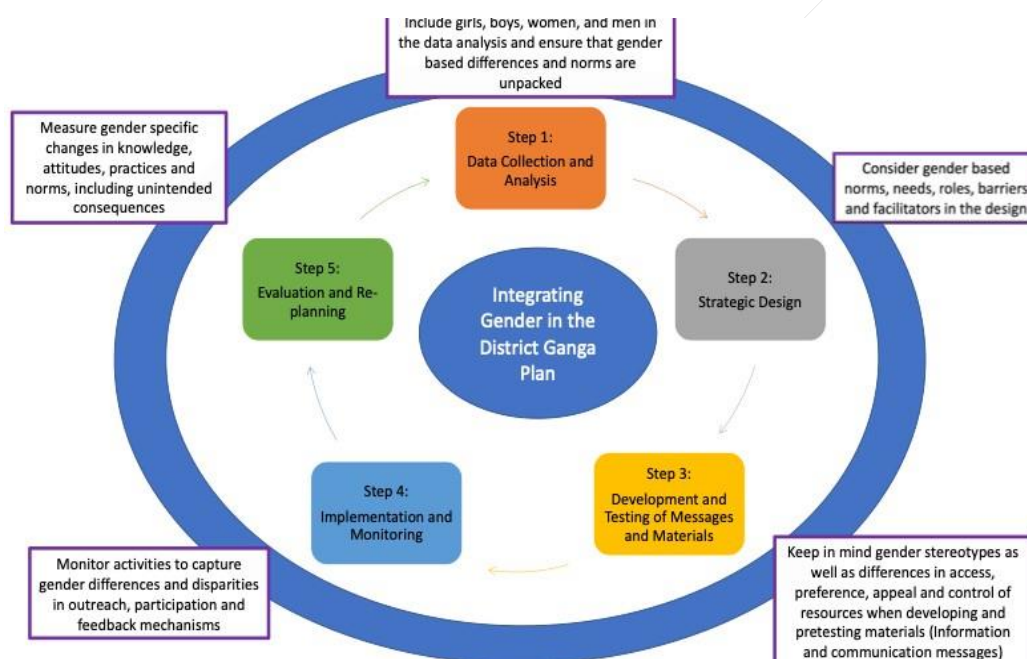 Include girls, boys, women, and men in
the data analysis and ensure that gender
based differences and norms are
unpacked
Measure gender specific
changes in knowledge,
attitudes, practices and
norms, including unintended
consequences
Step 1:
Data Collection and
Analysis
Consider gender based
norms, needs, roles, barriers
and facilitators in the design
Step 5:
Evaluation and Re-
planning
Integrating
Gender in the
District Ganga
Plan
Step 2:
Strategic Design
Step 4:
Implementation and
Monitoring
Step 3:
Development and
Testing of Messages
and Materials
Monitor activities to capture
gender differences and disparities
in outreach, participation and
feedback mechanisms
Keep in mind gender stereotypes as
well as differences in access,
preference, appeal and control of
resources when developing and
pretesting materials (Information
and communication messages)